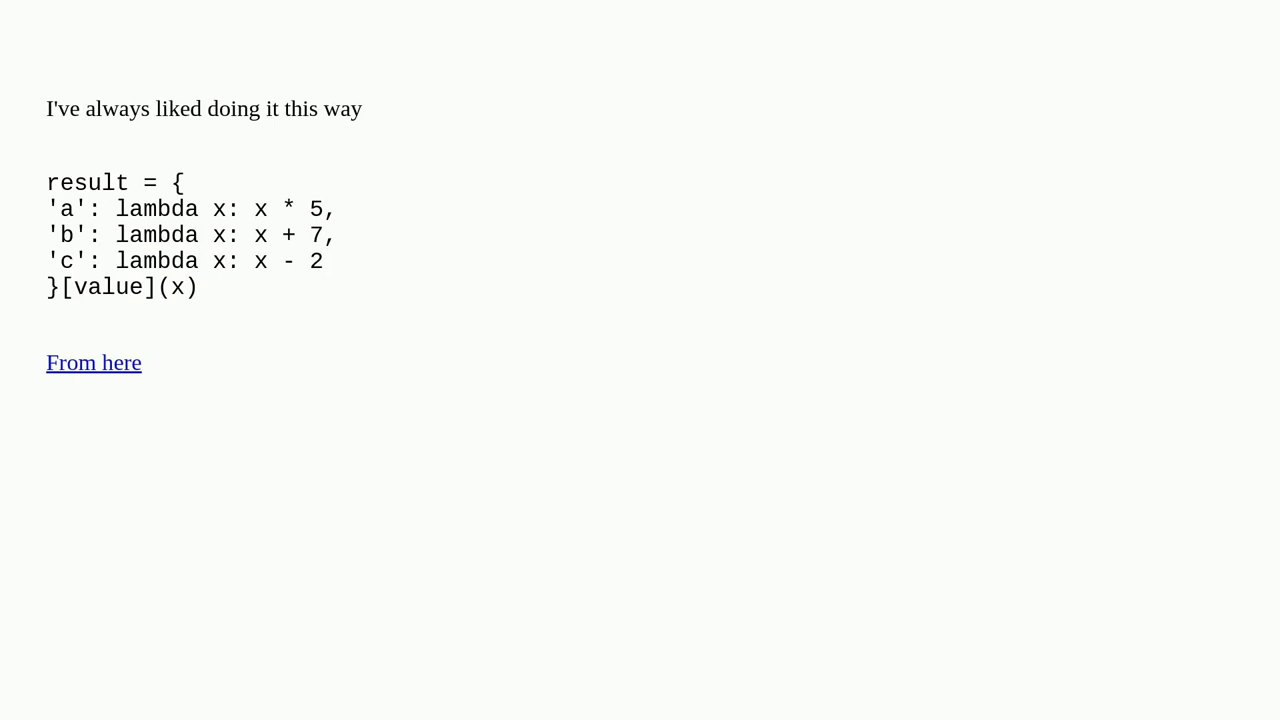 I've always liked doing it this way
result = {
'a': lambda x: x * 5,
'b': lambda x: x + 7,
'c': lambda x: x - 2
}[value](x)
From here